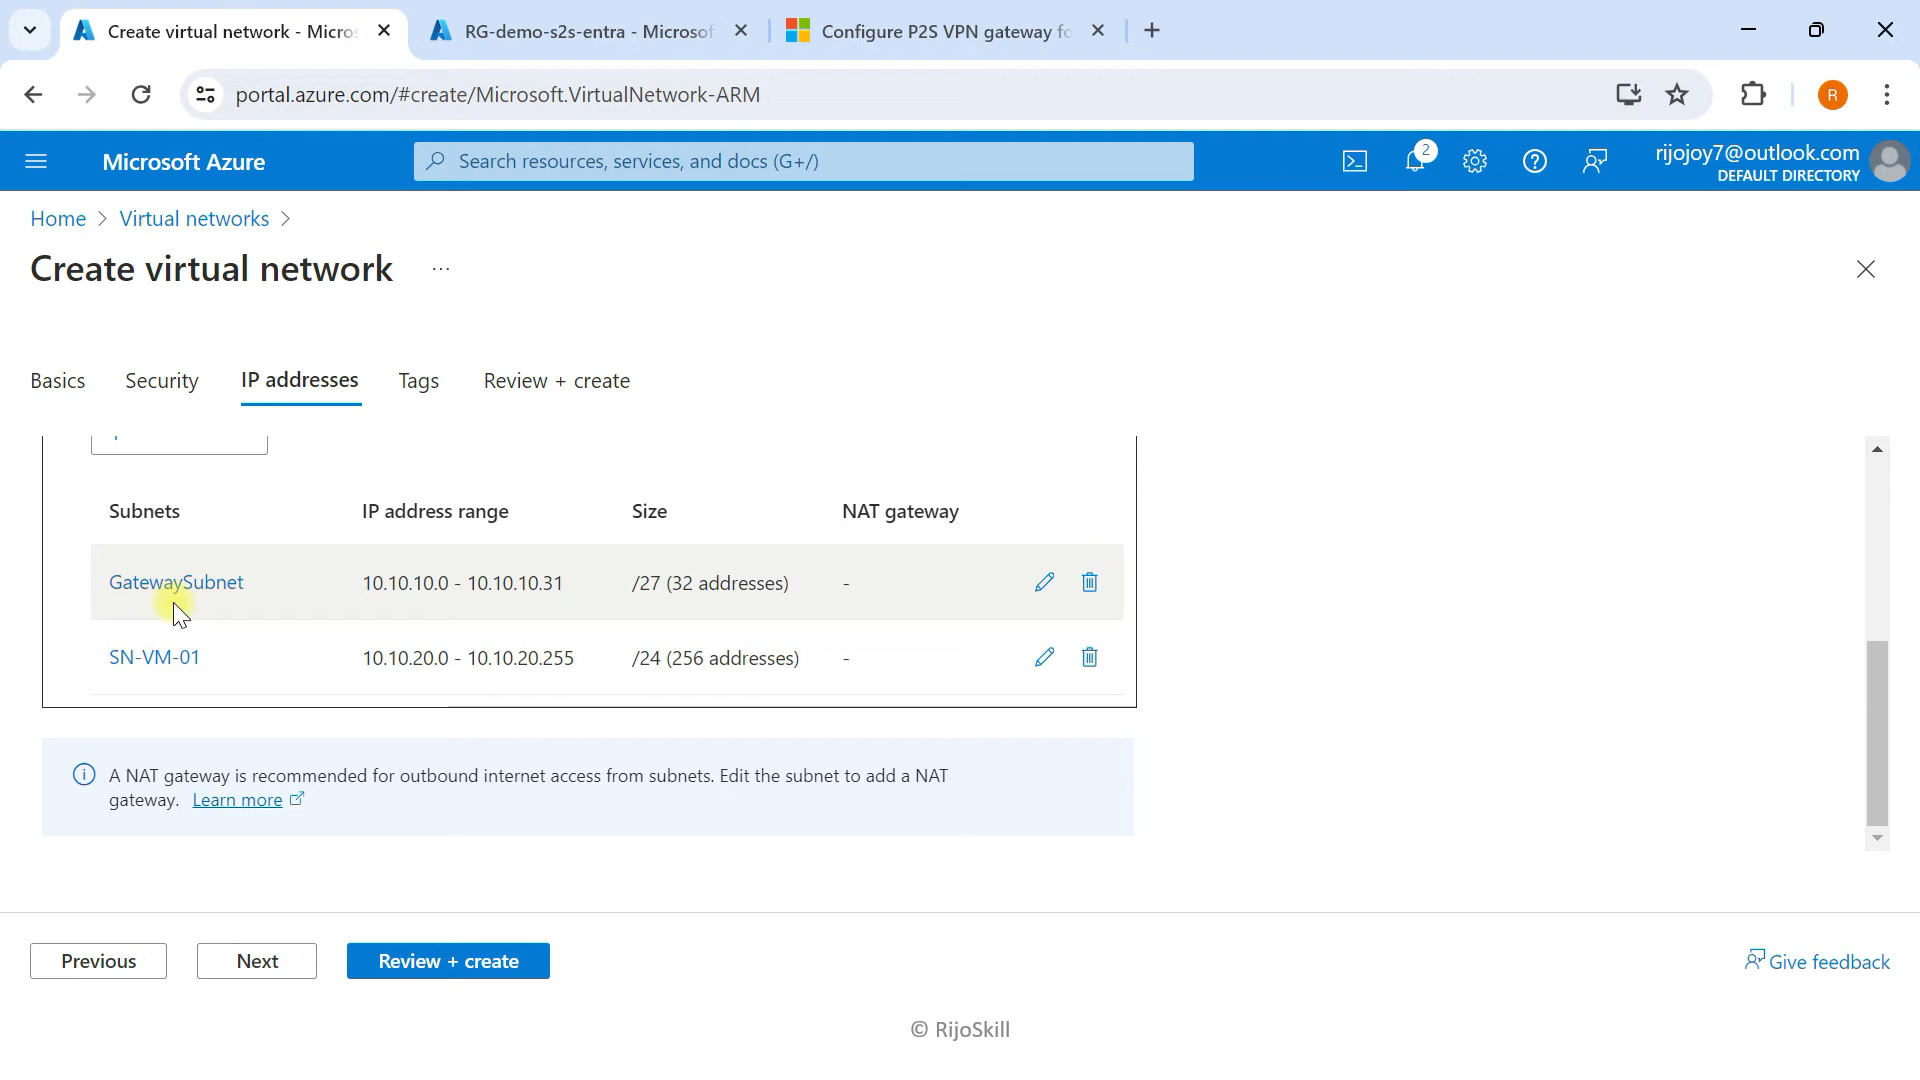 Create virtual network - Micro
RG-demo-s2s-entra - Microsof
Configure P2S VPN gateway fo
portal.azure.com/#create/Microsoft.VirtualNetwork-ARM
R
Microsoft Azure
Search resources, services, and docs (G+/)
2
rijojoy7@outlook.com
DEFAULT DIRECTORY
Home > Virtual networks >
Create virtual network ...
Basics Security IP addresses Tags Review + create
Subnets IP address range Size NAT gateway
GatewaySubnet 10.10.10.0 - 10.10.10.31 /27 (32 addresses) -
SN-VM-01 10.10.20.0 - 10.10.20.255 /24 (256 addresses) -
A NAT gateway is recommended for outbound internet access from subnets. Edit the subnet to add a NAT
gateway. Learn more
Previous Next Review + create Give feedback
© RijoSkill